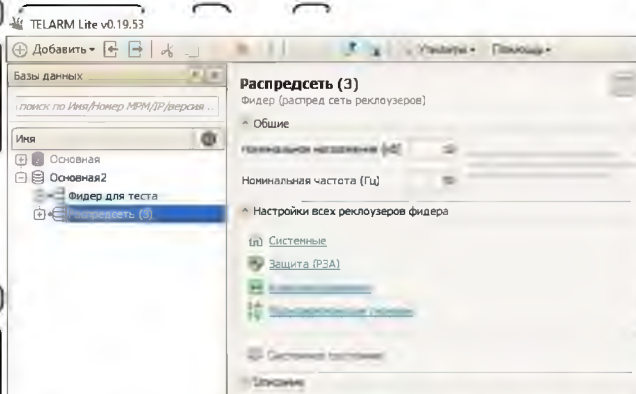 TELARM Lite v0.19.53
Добавить
Утилиты Помощь
Базы данных
поиск по Имя/Номер МРМ/IP/версия ...
Имя
Основная
Основная2
Фидер для теста
Распредсеть (3)
Распредсеть (3)
Фидер (распред сеть реклоузеров)
Общие
Номинальное напряжение (кВ)
Номинальная частота (Гц)
Настройки всех реклоузеров фидера
Системные
Защита (РЗА)
Системное состояние
Описание